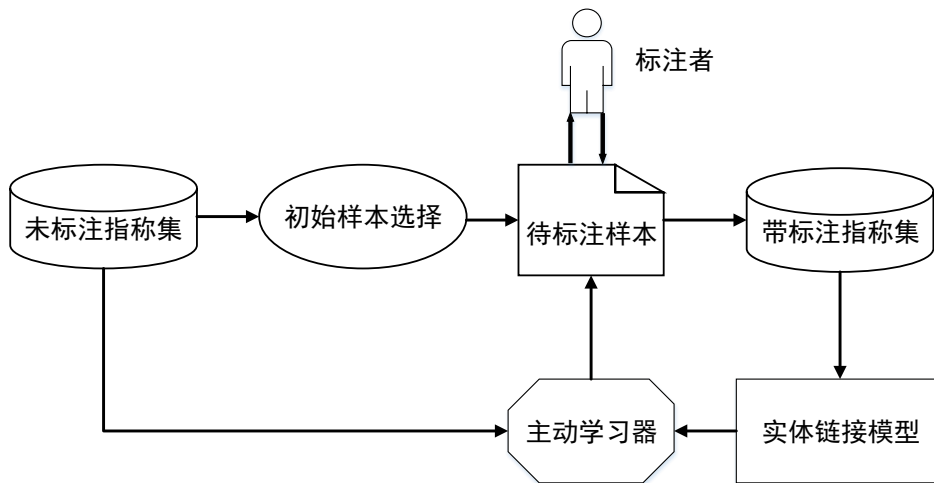 标注者
未标注指称集
初始样本选择
待标注样本
带标注指称集
主动学习器
实体链接模型